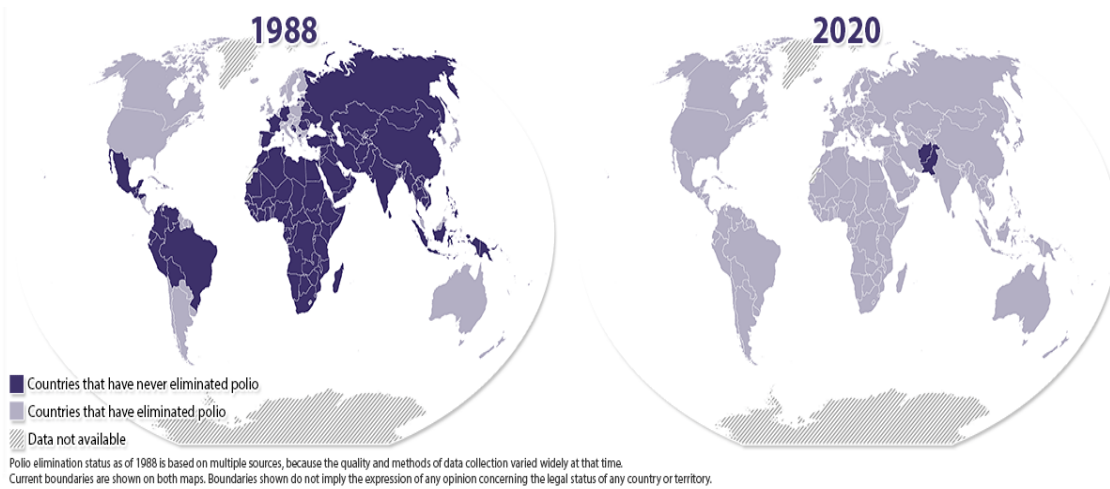 1988
2020
Countries that have never eliminated polio
Countries that have eliminated polio
Data not available
Polio elimination status as of 1988 is based on multiple sources, because the quality and methods of data collection varied widely at that time.
Current boundaries are shown on both maps. Boundaries shown do not imply the expression of any opinion concerning the legal status of any country or territory.